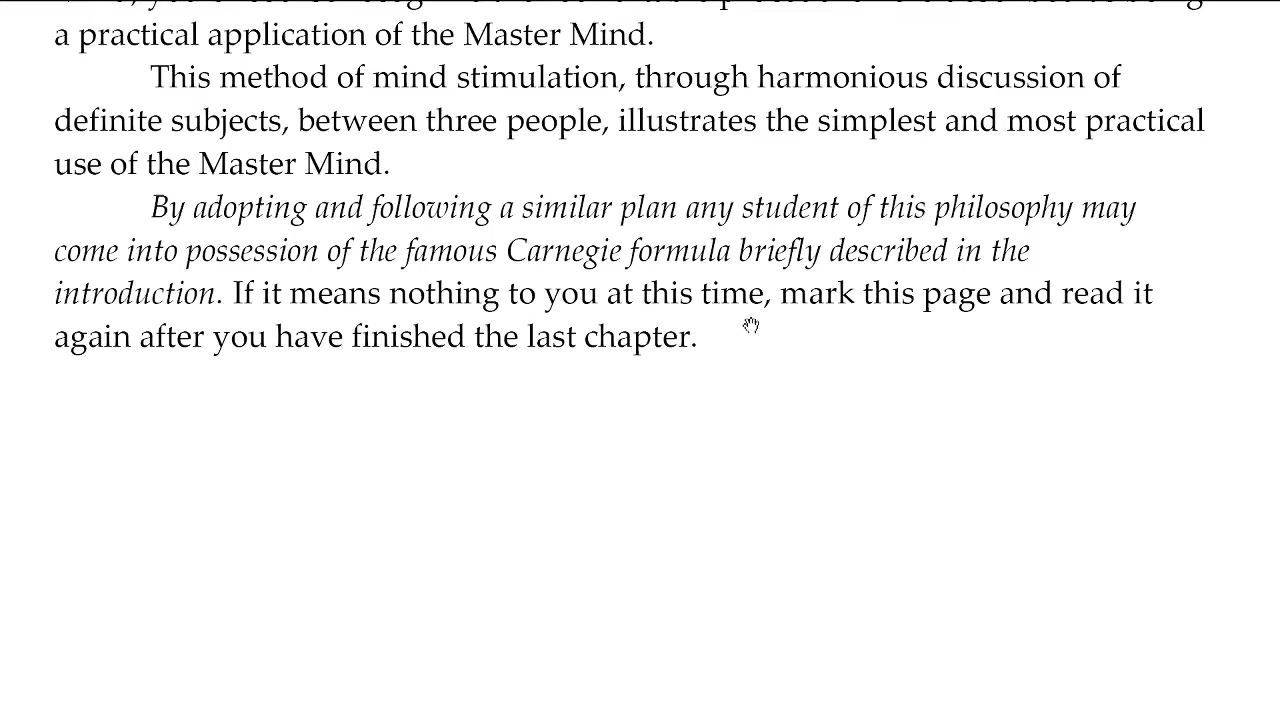 a practical application of the Master Mind.
This method of mind stimulation, through harmonious discussion of
definite subjects, between three people, illustrates the simplest and most practical
use of the Master Mind.
By adopting and following a similar plan any student of this philosophy may
come into possession of the famous Carnegie formula briefly described in the
introduction. If it means nothing to you at this time, mark this page and read it
again after you have finished the last chapter.